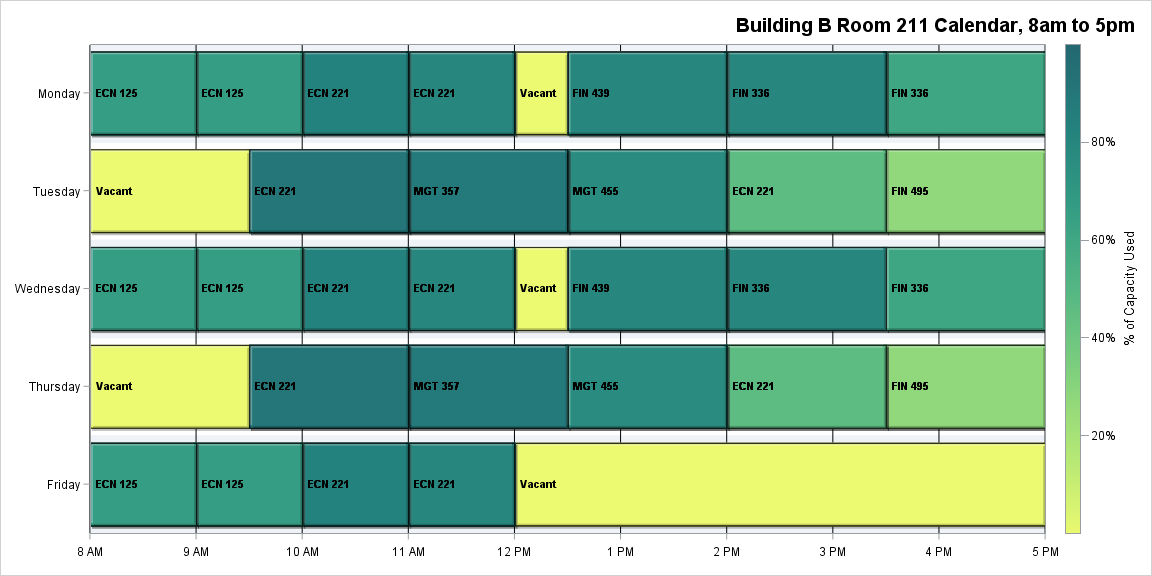 Building B Room 211 Calendar, 8am to 5pm
Monday
ECN 125
ECN 125
ECN 221
ECN 221
Vacant
FIN 439
FIN 336
FIN 336
Tuesday
Vacant
ECN 221
MGT 357
MGT 455
ECN 221
FIN 495
Wednesday
ECN 125
ECN 125
ECN 221
ECN 221
Vacant
FIN 439
FIN 336
FIN 336
Thursday
Vacant
ECN 221
MGT 357
MGT 455
ECN 221
FIN 495
Friday
ECN 125
ECN 125
ECN 221
ECN 221
Vacant
8 AM
9 AM
10 AM
11 AM
12 PM
1 PM
2 PM
3 PM
4 PM
5 PM
80%
60%
40%
20%
% of Capacity Used